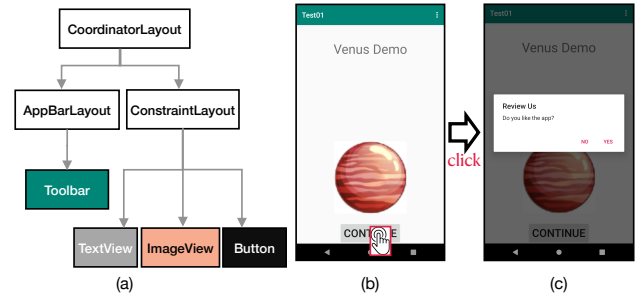 CoordinatorLayout
AppBarLayout
ConstraintLayout
Toolbar
TextView
ImageView
Button
(a)
Test01
Venus Demo
CONTINUE
(b)
click
Test01
Venus Demo
Review Us
Do you like the app?
NO
YES
CONTINUE
(c)